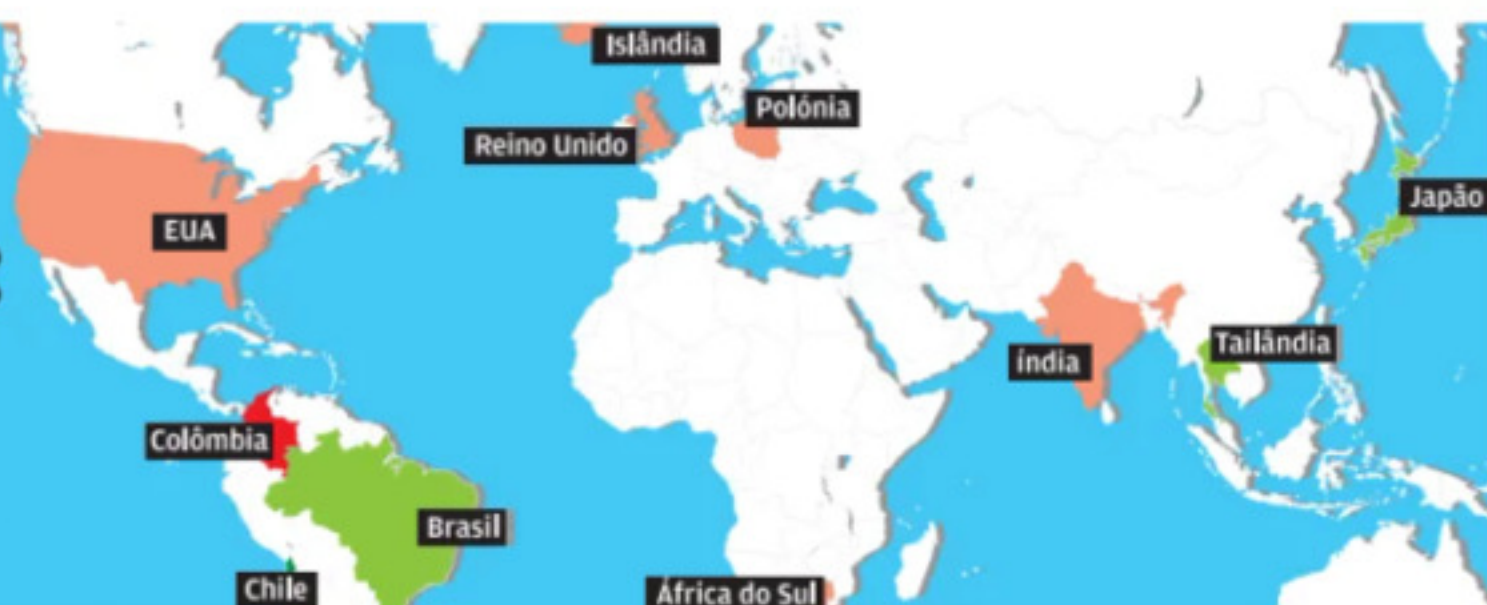 Islândia
Polónia
Reino Unido
Japão
EUA
Tailândia
índia
Colômbia
Brasil
Chile
África do Sul